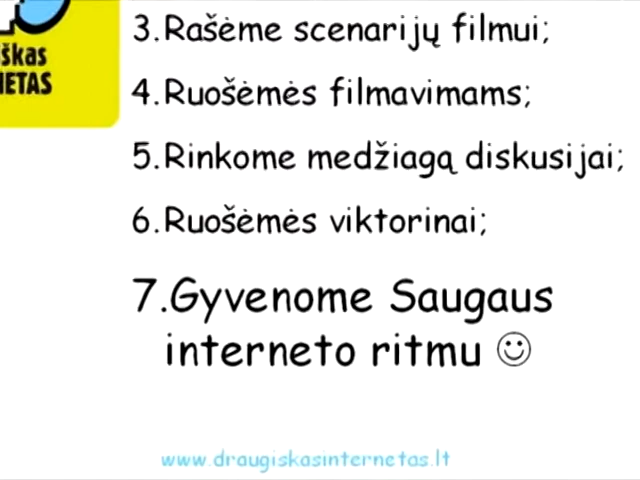 škas
3.Rašėme scenarijų filmui;
4.Ruošėmės filmavimams;
5.Rinkome medžiagą diskusijai;
6.Ruošėmės viktorinai;
7.Gyvenome Saugaus
interneto ritmu ☺
www.draugiskasinternetas.lt